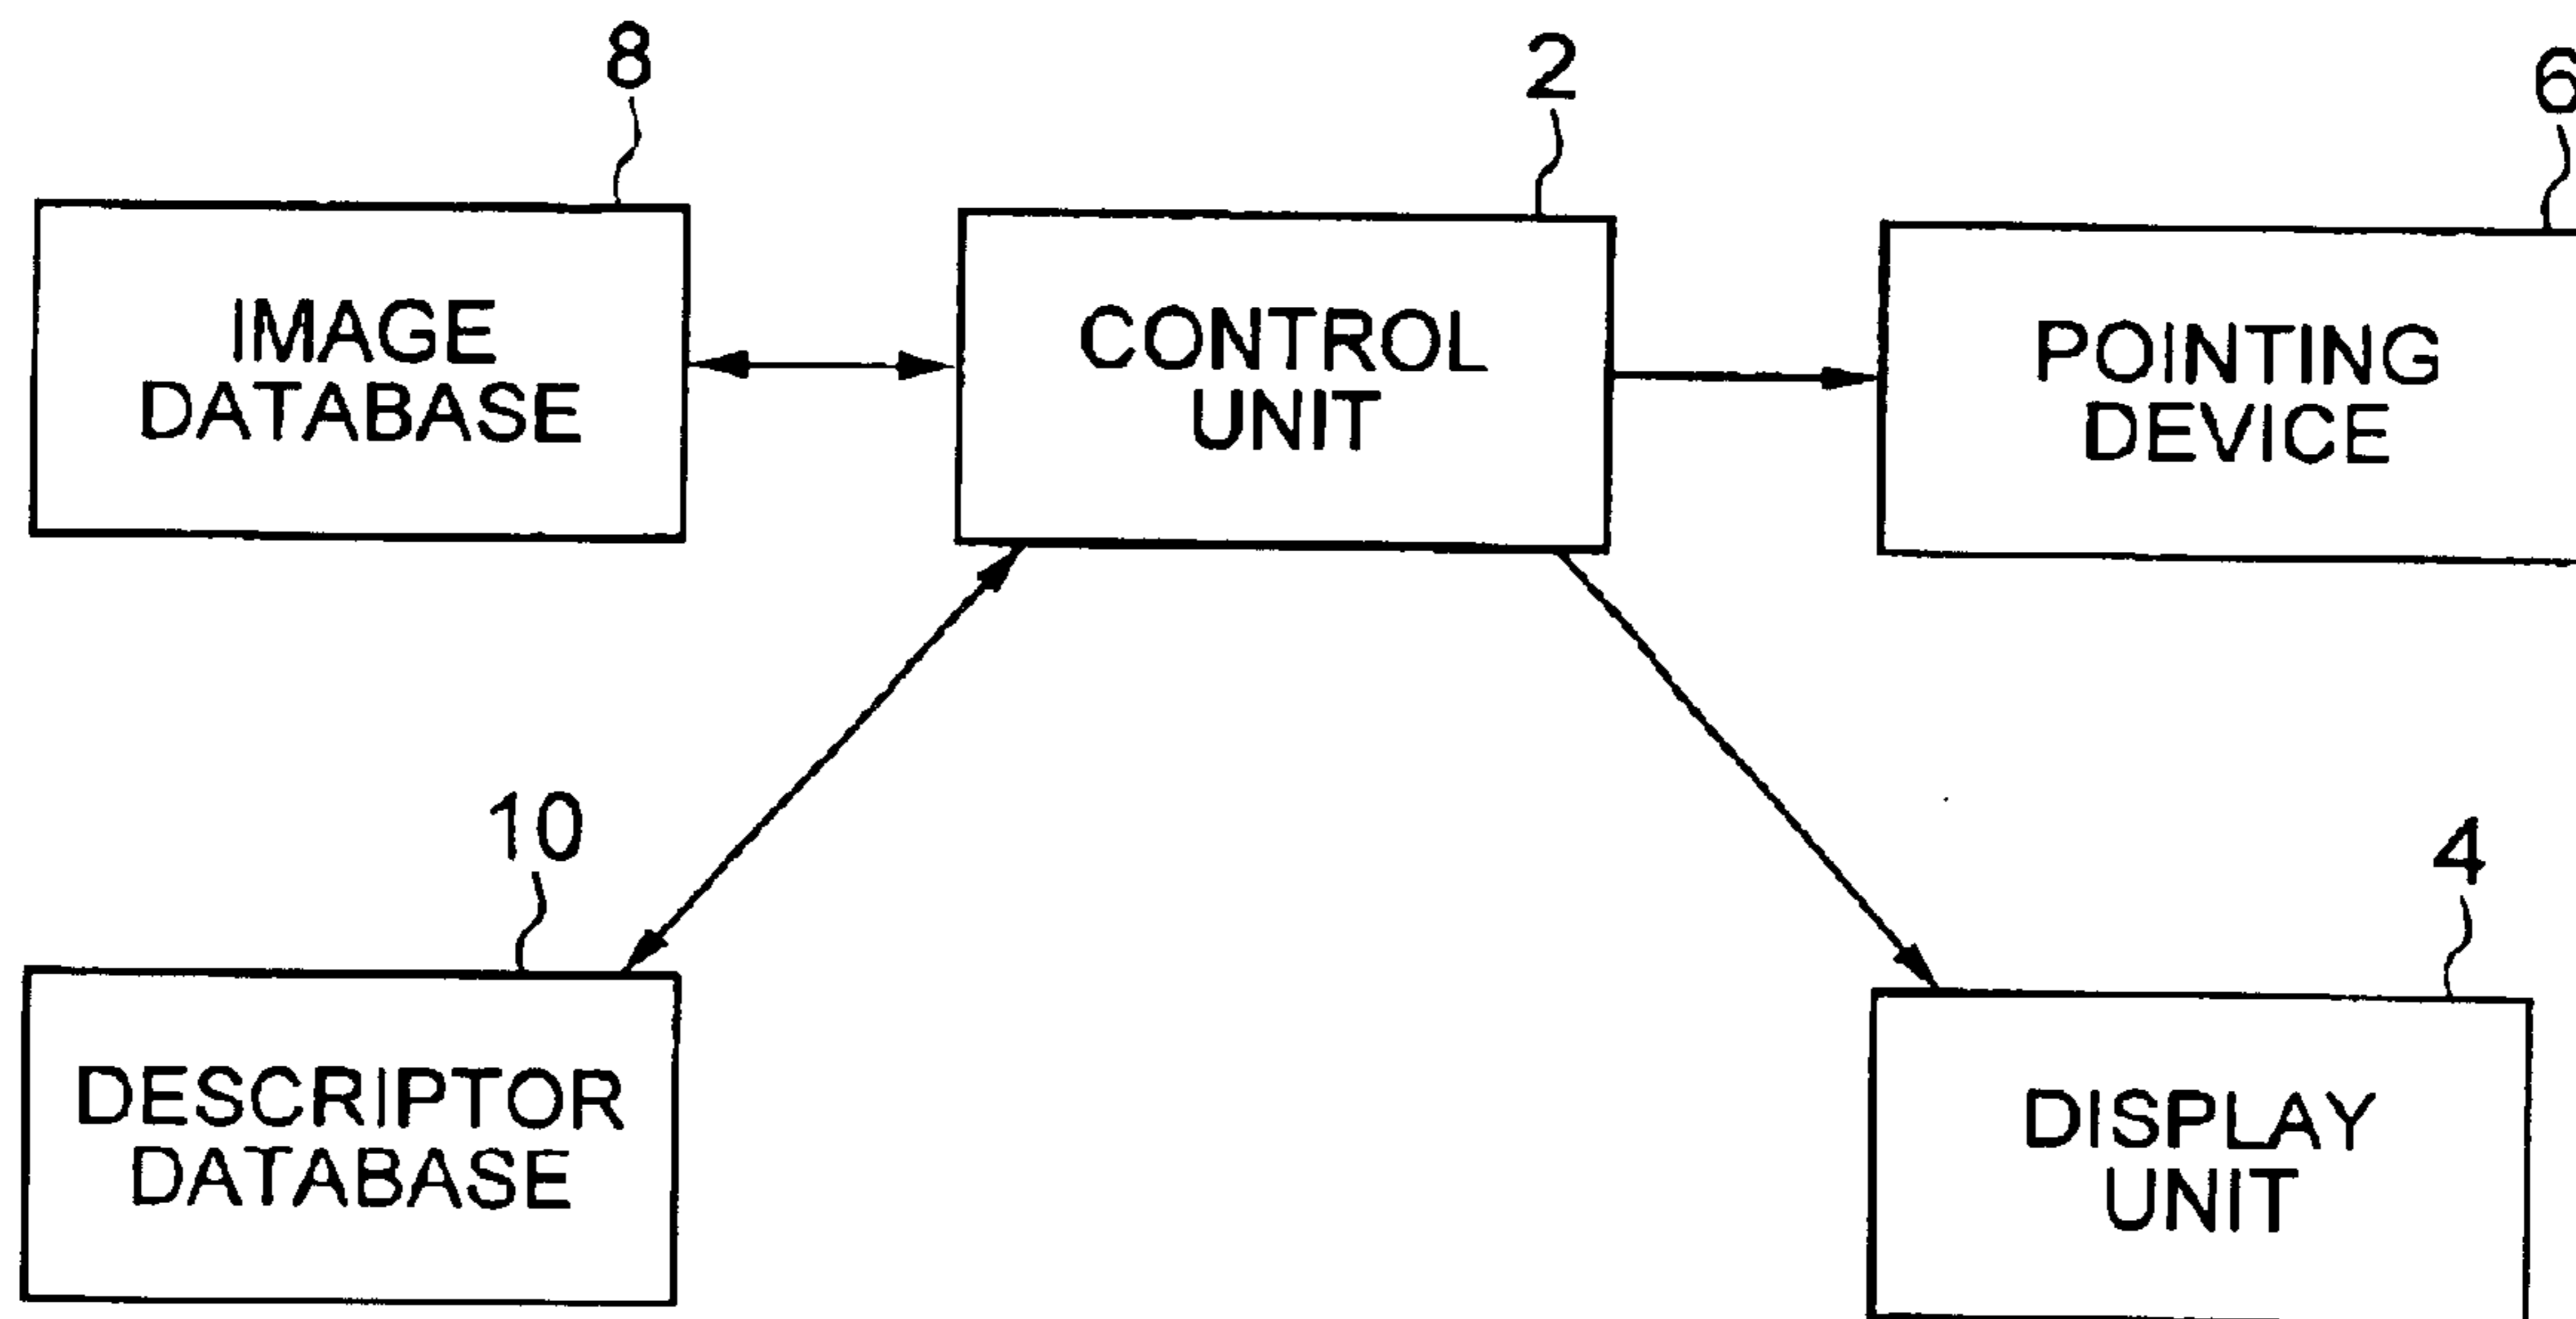 8
2
6
IMAGE
DATABASE
CONTROL
UNIT
POINTING
DEVICE
10
4
DESCRIPTOR
DATABASE
DISPLAY
UNIT